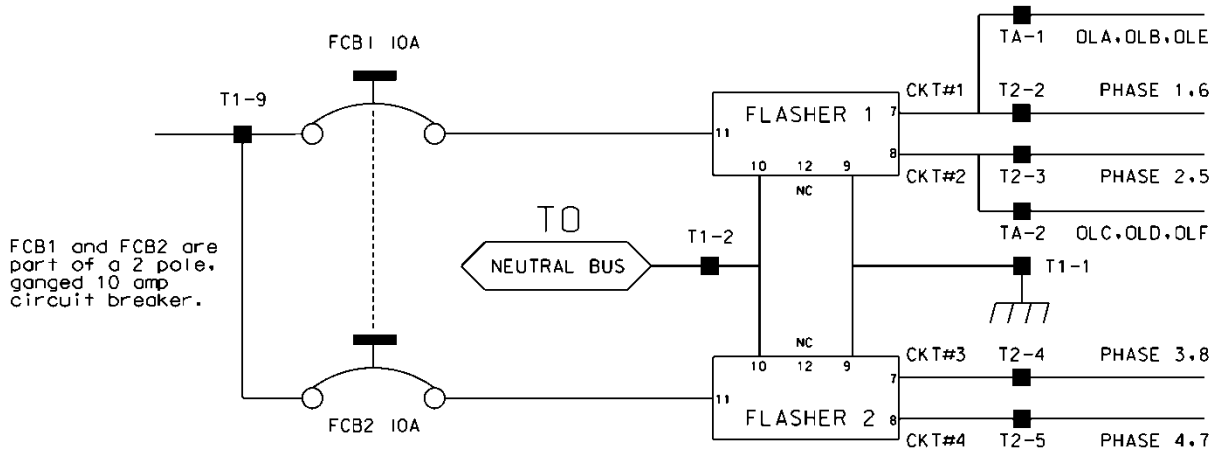 FCB1 10A
T1-9
FCB1 and FCB2 are
part of a 2 pole,
ganged 10 amp
circuit breaker.
FCB2 10A
TO
NEUTRAL BUS
T1-2
FLASHER 1
11
10 12 9
NC
7
8
CKT#1
CKT#2
TA-1 OLA,OLB,OLE
T2-2 PHASE 1,6
T2-3 PHASE 2,5
TA-2 OLC,OLD,OLF
T1-1
NC
10 12 9
11
FLASHER 2
7
8
CKT#3 T2-4 PHASE 3,8
CKT#4 T2-5 PHASE 4,7